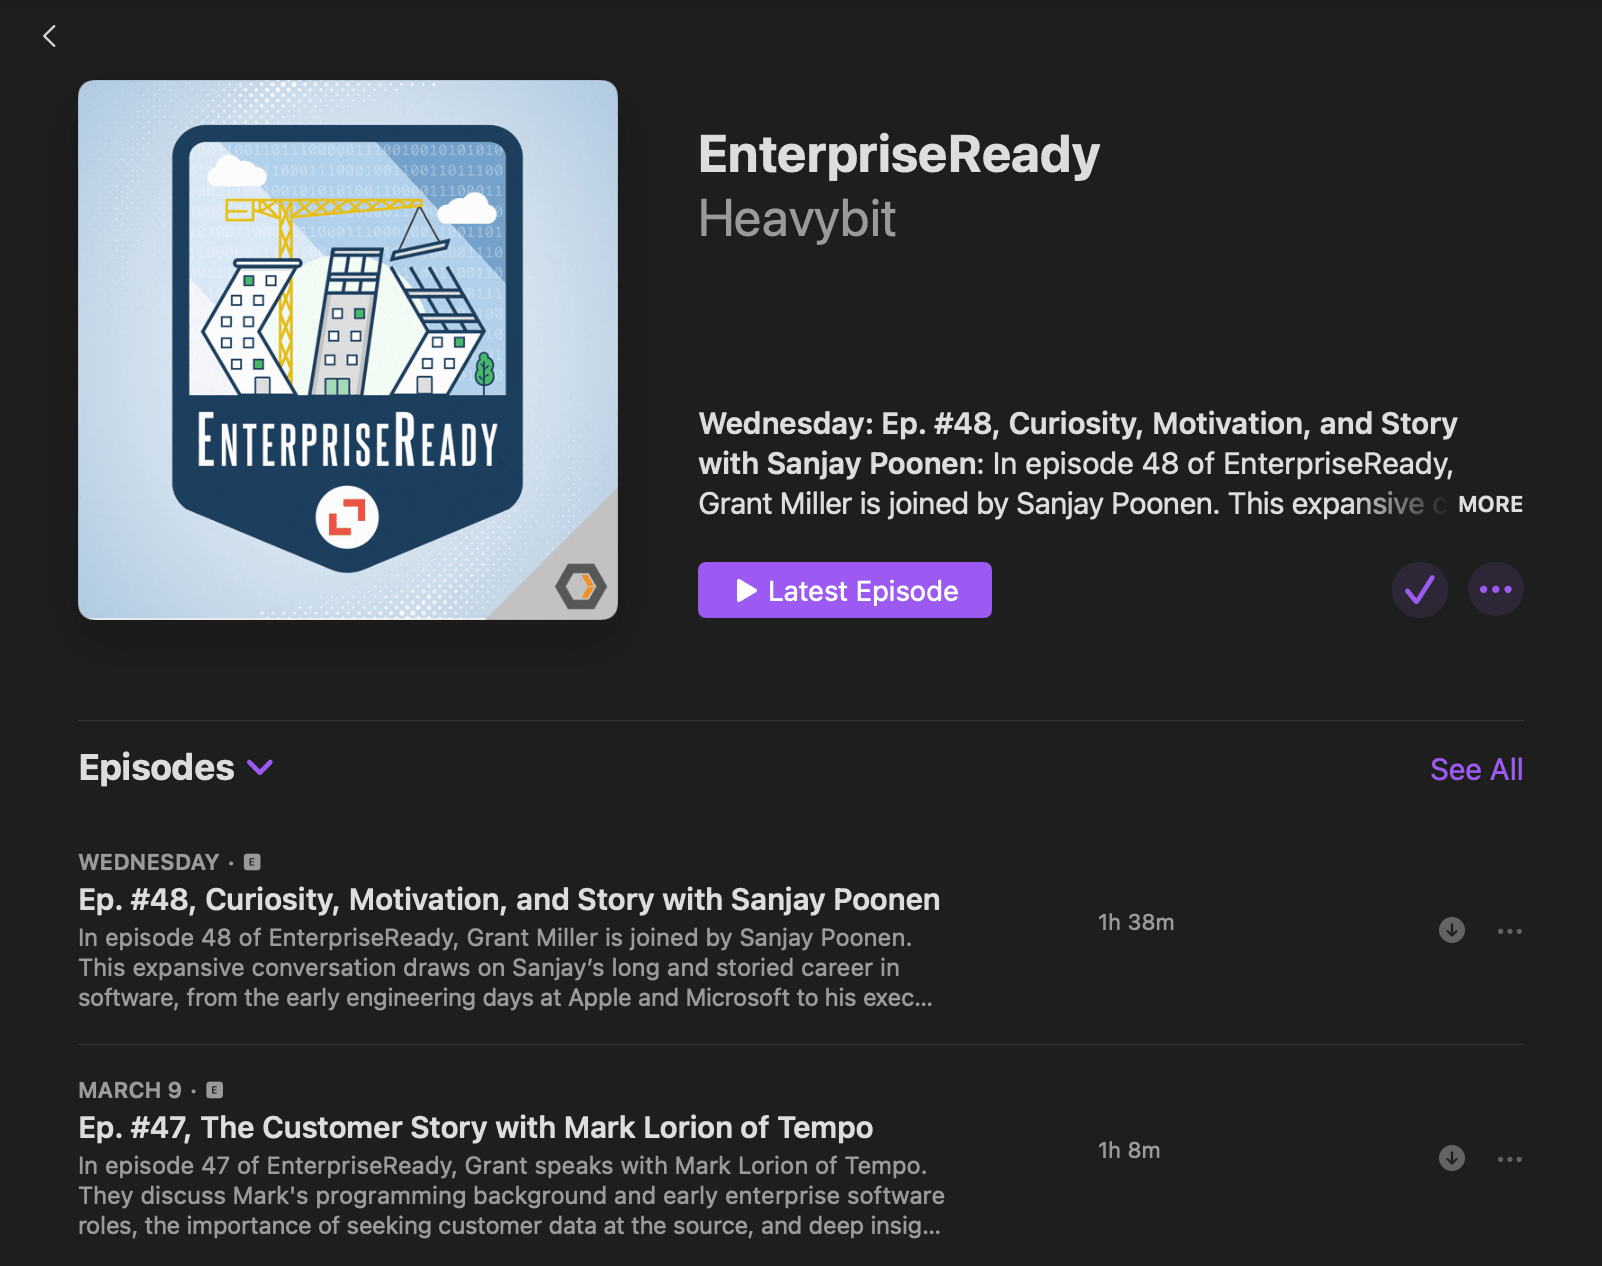 ENTERPRISEREADY
EnterpriseReady
Heavybit
Wednesday: Ep. #48, Curiosity, Motivation, and Story
with Sanjay Poonen: In episode 48 of EnterpriseReady,
Grant Miller is joined by Sanjay Poonen. This expansive c MORE
Latest Episode
Episodes
See All
WEDNESDAY · E
Ep. #48, Curiosity, Motivation, and Story with Sanjay Poonen
In episode 48 of EnterpriseReady, Grant Miller is joined by Sanjay Poonen.
This expansive conversation draws on Sanjay’s long and storied career in
software, from the early engineering days at Apple and Microsoft to his exec...
1h 38m
MARCH 9 · E
Ep. #47, The Customer Story with Mark Lorion of Tempo
In episode 47 of EnterpriseReady, Grant speaks with Mark Lorion of Tempo.
They discuss Mark's programming background and early enterprise software
roles, the importance of seeking customer data at the source, and deep insig...
1h 8m